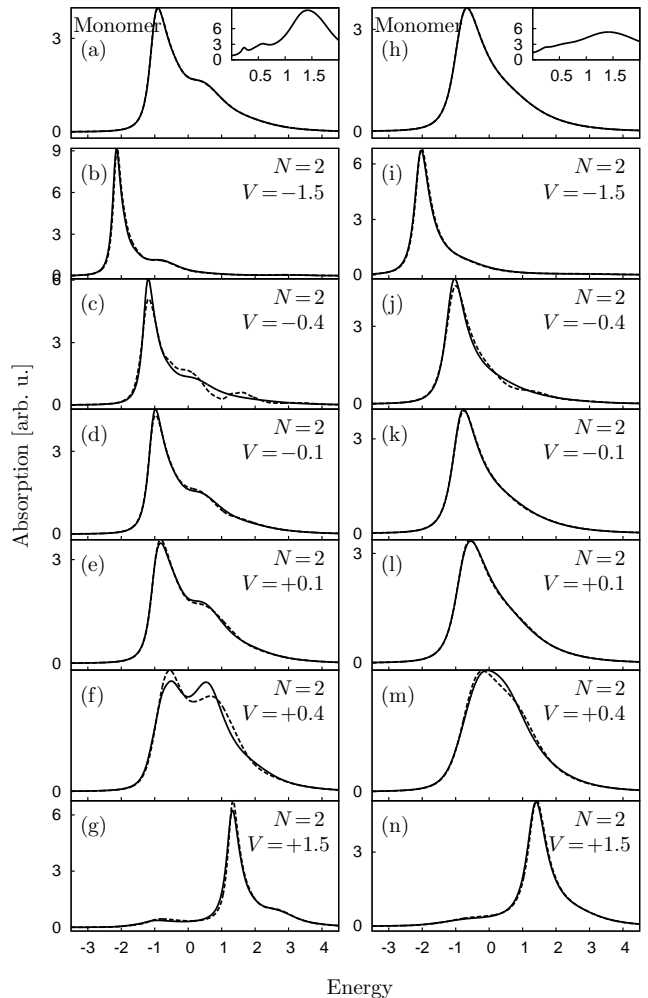 Monomer
(a)
3
0
6
3
0
0.5 1 1.5
Monomer
(h)
3
0
6
3
0
0.5 1 1.5
(b)
N=2
V=−1.5
9
6
3
0
(i)
N=2
V=−1.5
6
3
0
(c)
N=2
V=−0.4
6
3
0
(j)
N=2
V=−0.4
3
0
(d)
N=2
V=−0.1
3
0
(k)
N=2
V=−0.1
3
0
(e)
N=2
V=+0.1
3
0
(l)
N=2
V=+0.1
3
0
(f)
N=2
V=+0.4
0
(m)
N=2
V=+0.4
0
(g)
N=2
V=+1.5
6
3
0
-3 -2 -1 0 1 2 3 4
(n)
N=2
V=+1.5
3
0
-3 -2 -1 0 1 2 3 4
Absorption [arb. u.]
Energy